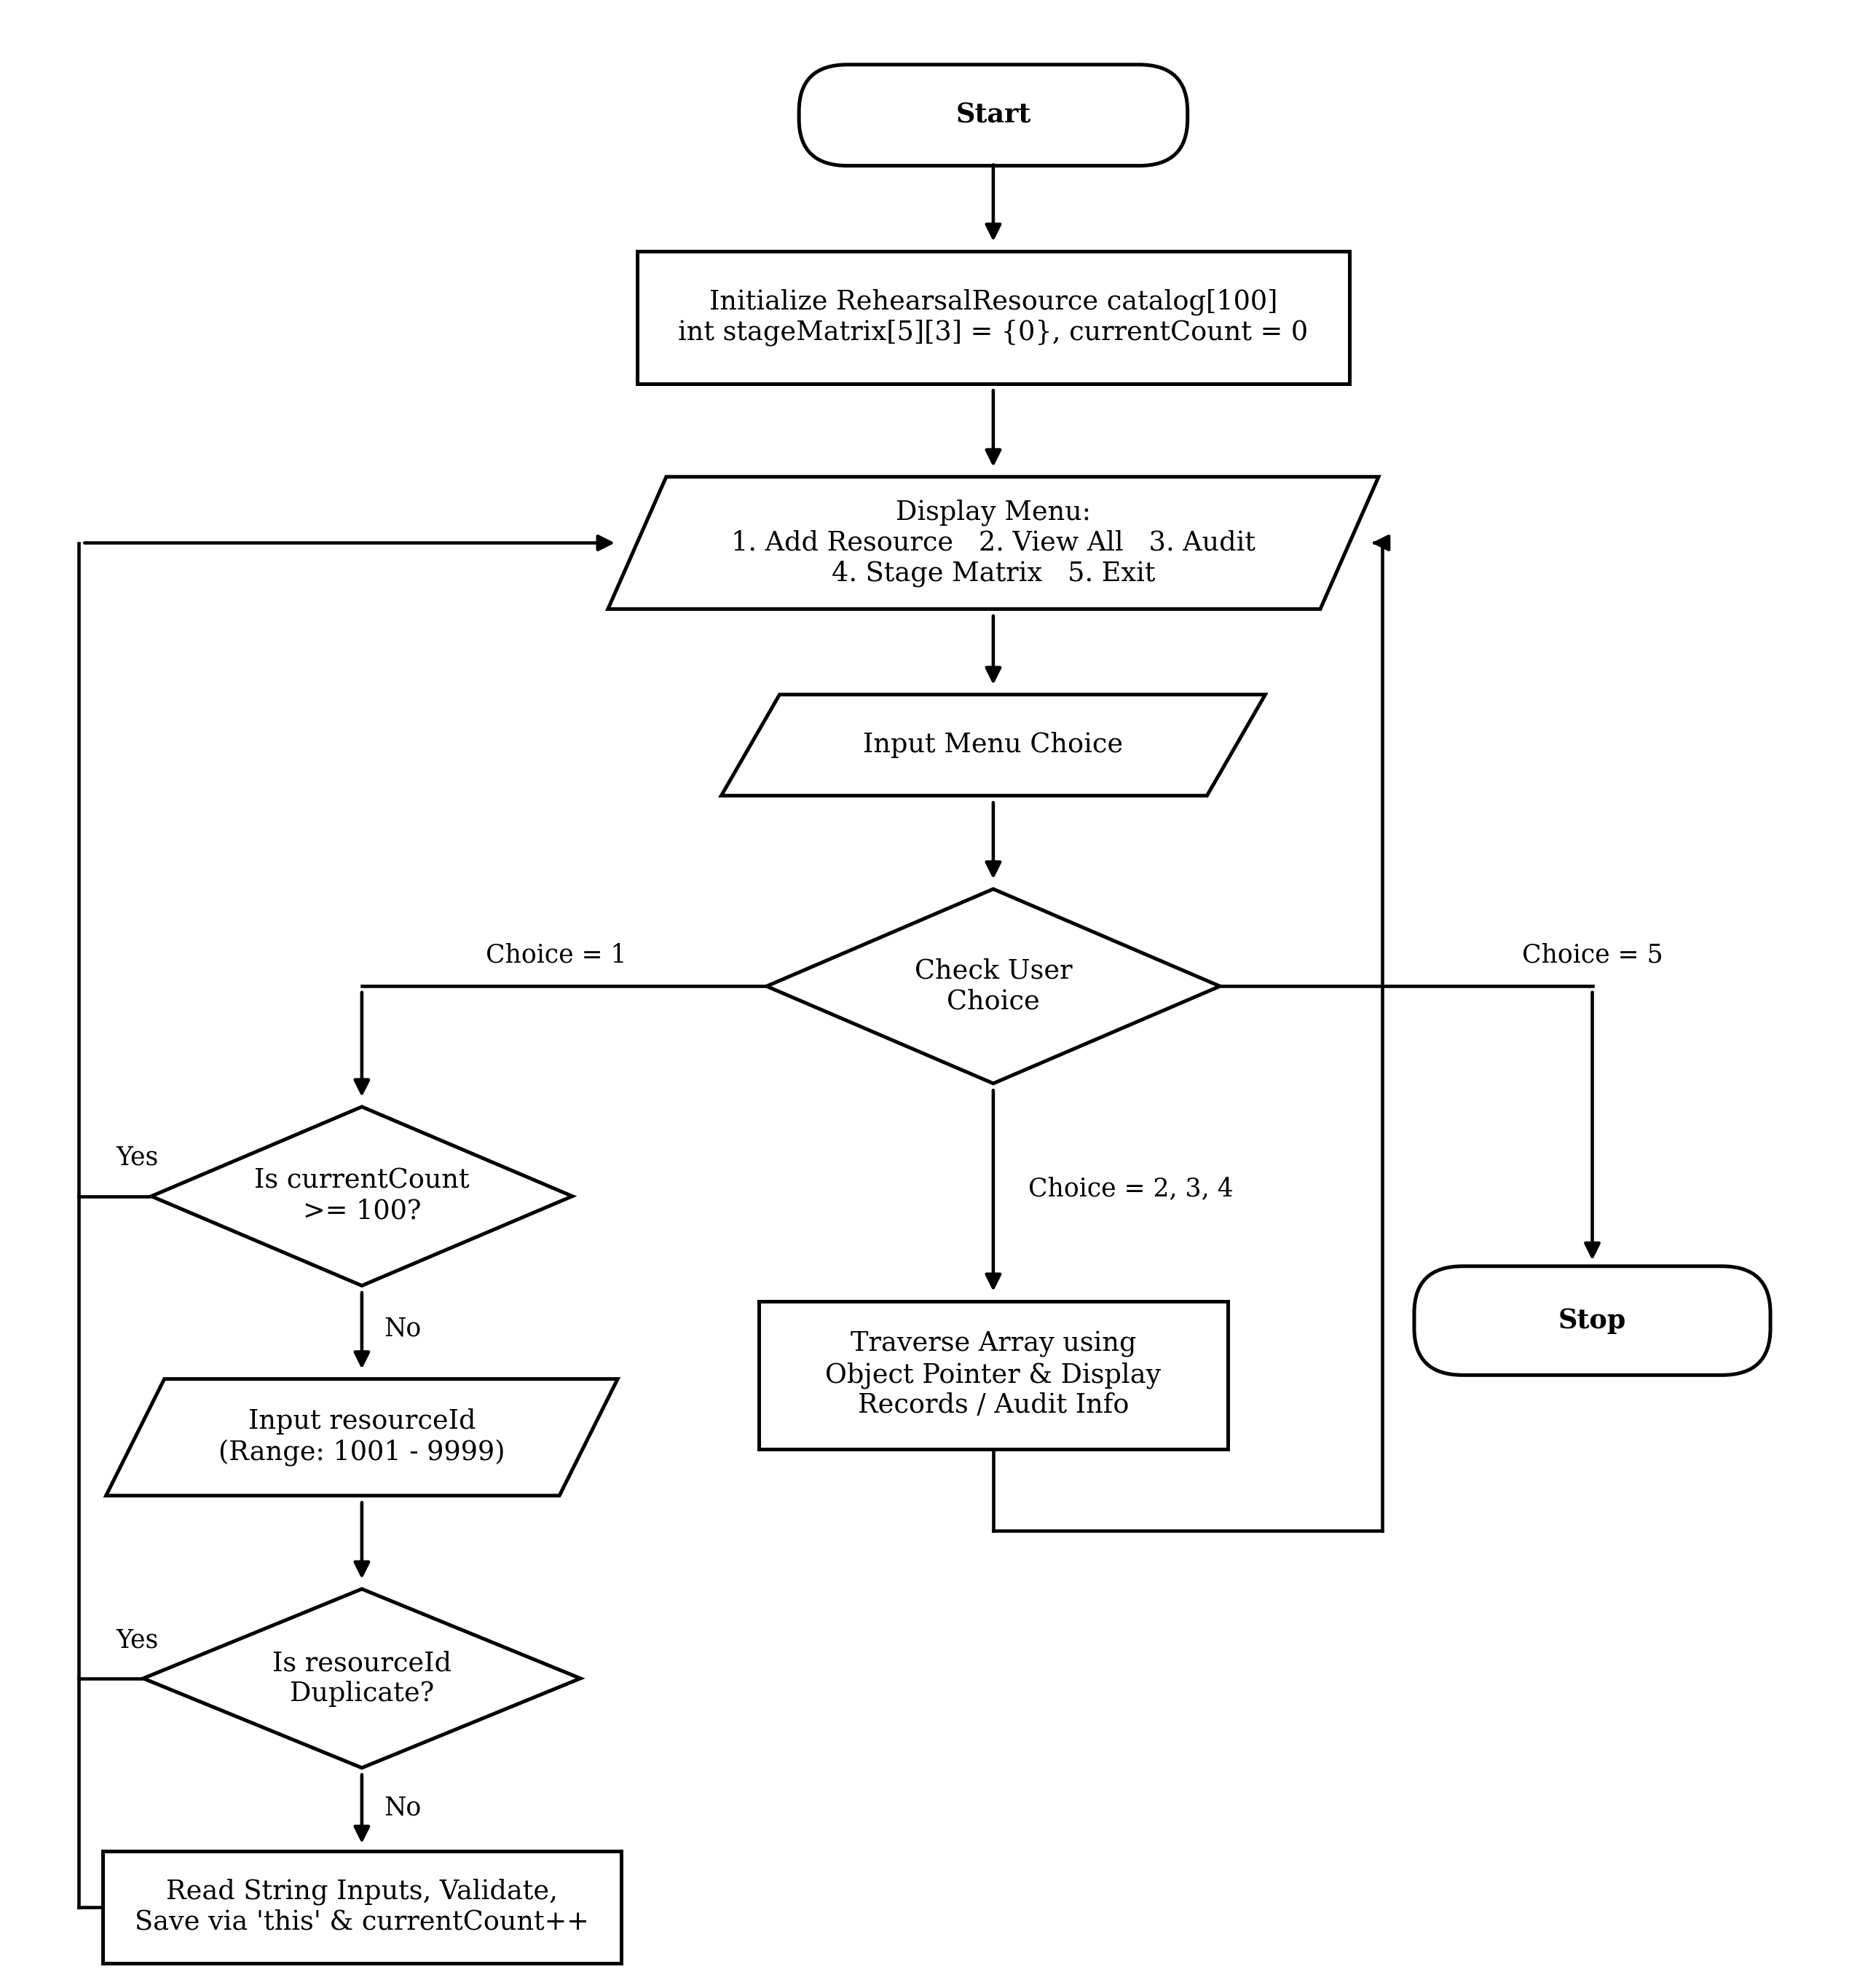 Start
Initialize RehearsalResource catalog[100]
int stageMatrix[5][3] = {0}, currentCount = 0
Display Menu:
1. Add Resource   2. View All   3. Audit
4. Stage Matrix   5. Exit
Input Menu Choice
Check User
Choice
Choice = 1
Choice = 5
Choice = 2, 3, 4
Is currentCount
>= 100?
Yes
No
Input resourceId
(Range: 1001 - 9999)
Is resourceId
Duplicate?
Yes
No
Read String Inputs, Validate,
Save via 'this' & currentCount++
Traverse Array using
Object Pointer & Display
Records / Audit Info
Stop